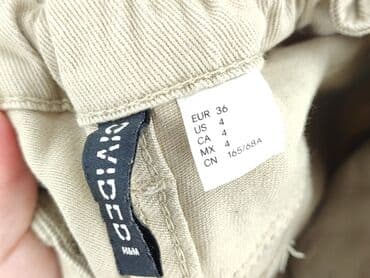 DIVIDED
H&M
EUR 36
US 4
CA 4
MX 4
CN 165/68A